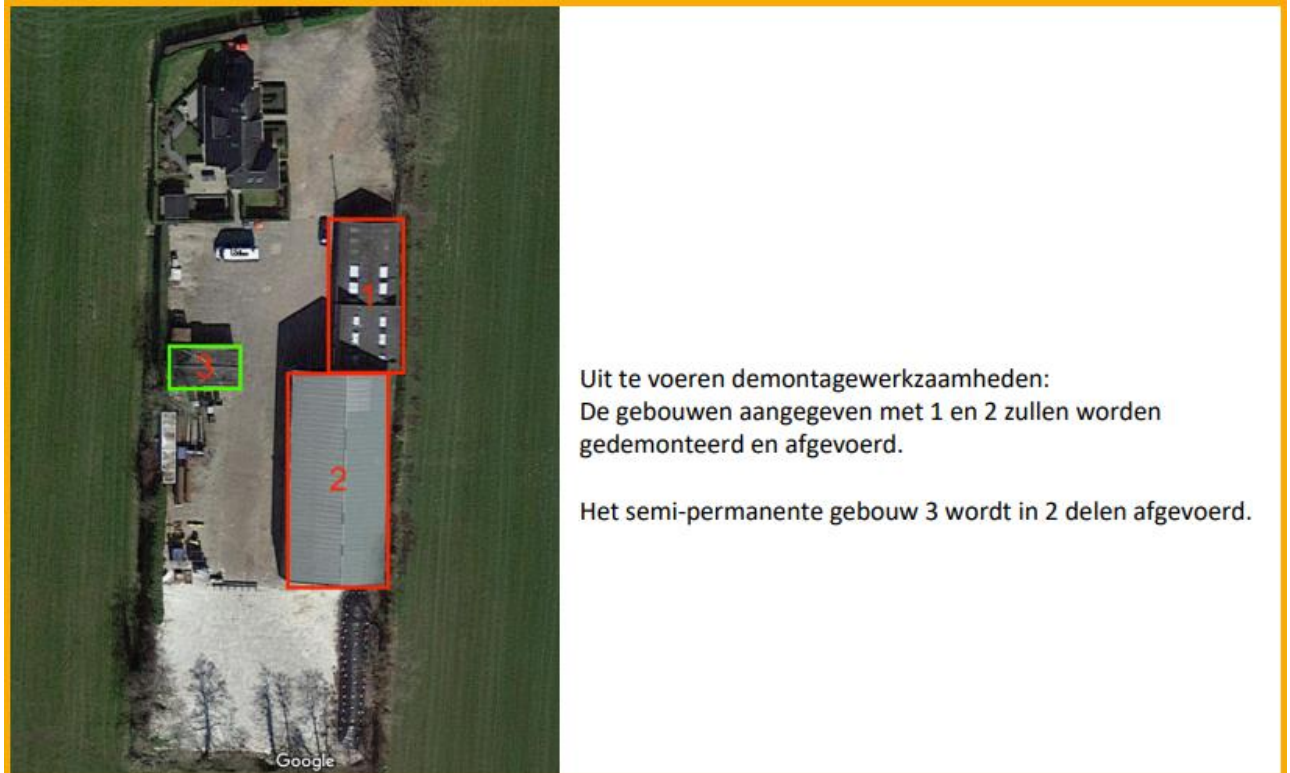 1
3
2
Google
Uit te voeren demontagewerkzaamheden:
De gebouwen aangegeven met 1 en 2 zullen worden
gedemonteerd en afgevoerd.
Het semi-permanente gebouw 3 wordt in 2 delen afgevoerd.